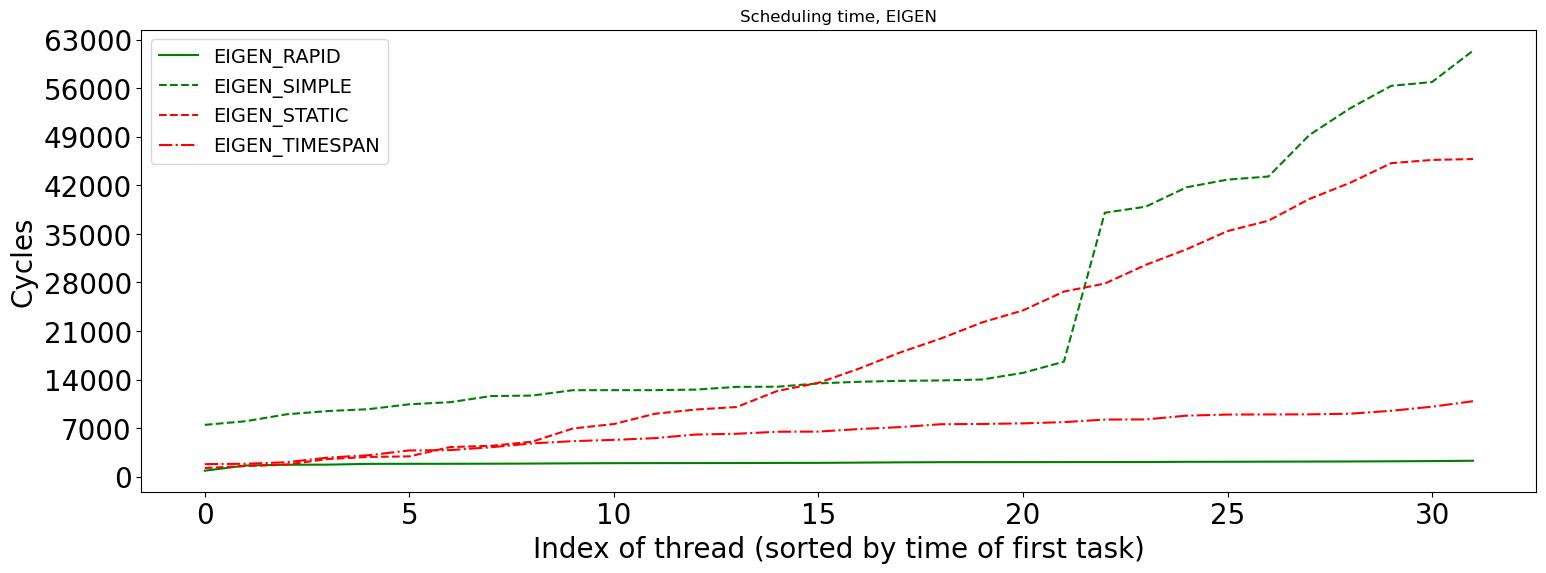 Scheduling time, EIGEN
63000
56000
49000
42000
35000
28000
21000
14000
7000
0
Cycles
EIGEN_RAPID
EIGEN_SIMPLE
EIGEN_STATIC
EIGEN_TIMESPAN
0 5 10 15 20 25 30
Index of thread (sorted by time of first task)